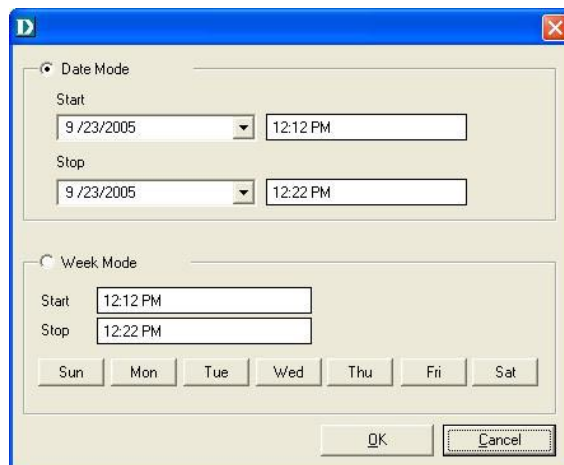 D
Date Mode
Start
9 /23/2005 12:12 PM
Stop
9 /23/2005 12:22 PM
Week Mode
Start 12:12 PM
Stop 12:22 PM
Sun Mon Tue Wed Thu Fri Sat
OK Cancel